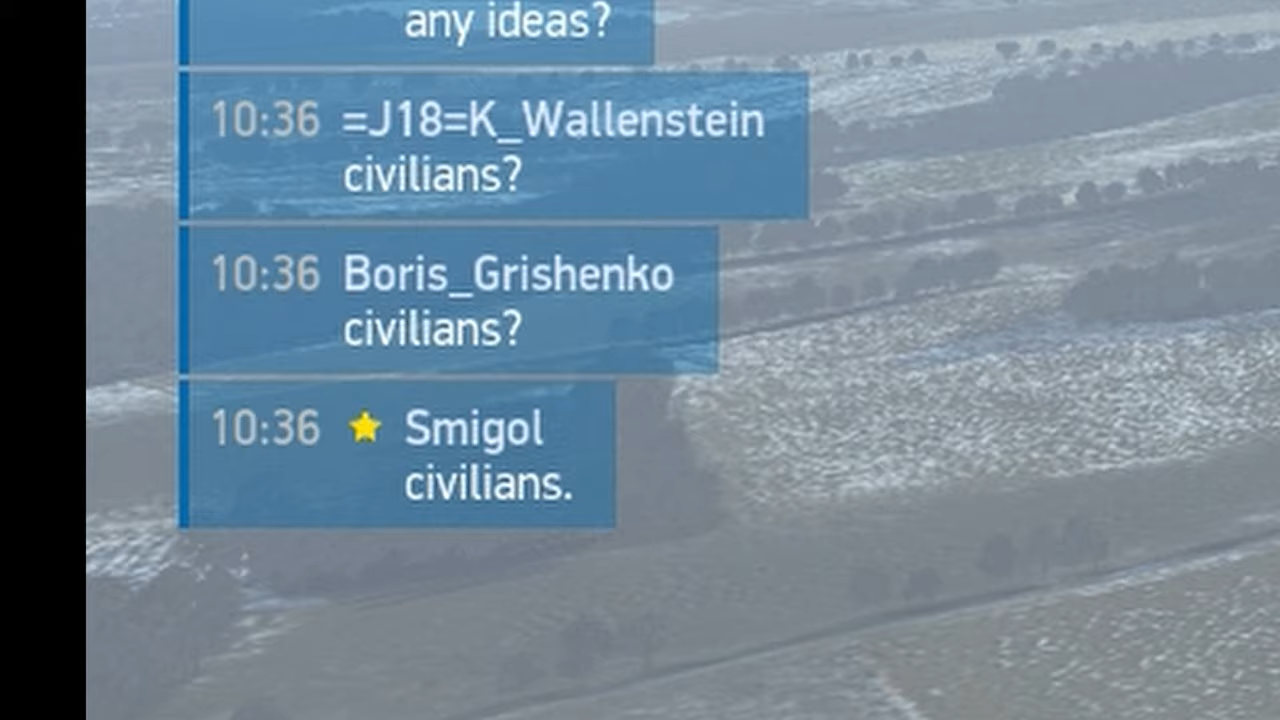 any ideas?
10:36 =J18=K_Wallenstein
civilians?
10:36 Boris_Grishenko
civilians?
10:36 Smigol
civilians.